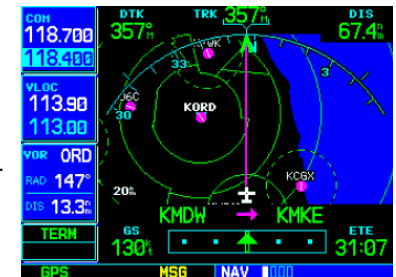 COM
118.700
118.400
VLOC
113.90
113.00
VOR ORD
RAD 147°
DIS 13.3
TERM
GPS
DTK
357°
TRK 357°
DIS
67.4
N
33
30
3
J6C
KORD
KCGX
20
KMDW → KMKE
GS
130
ETE
31:07
MSG
NAV